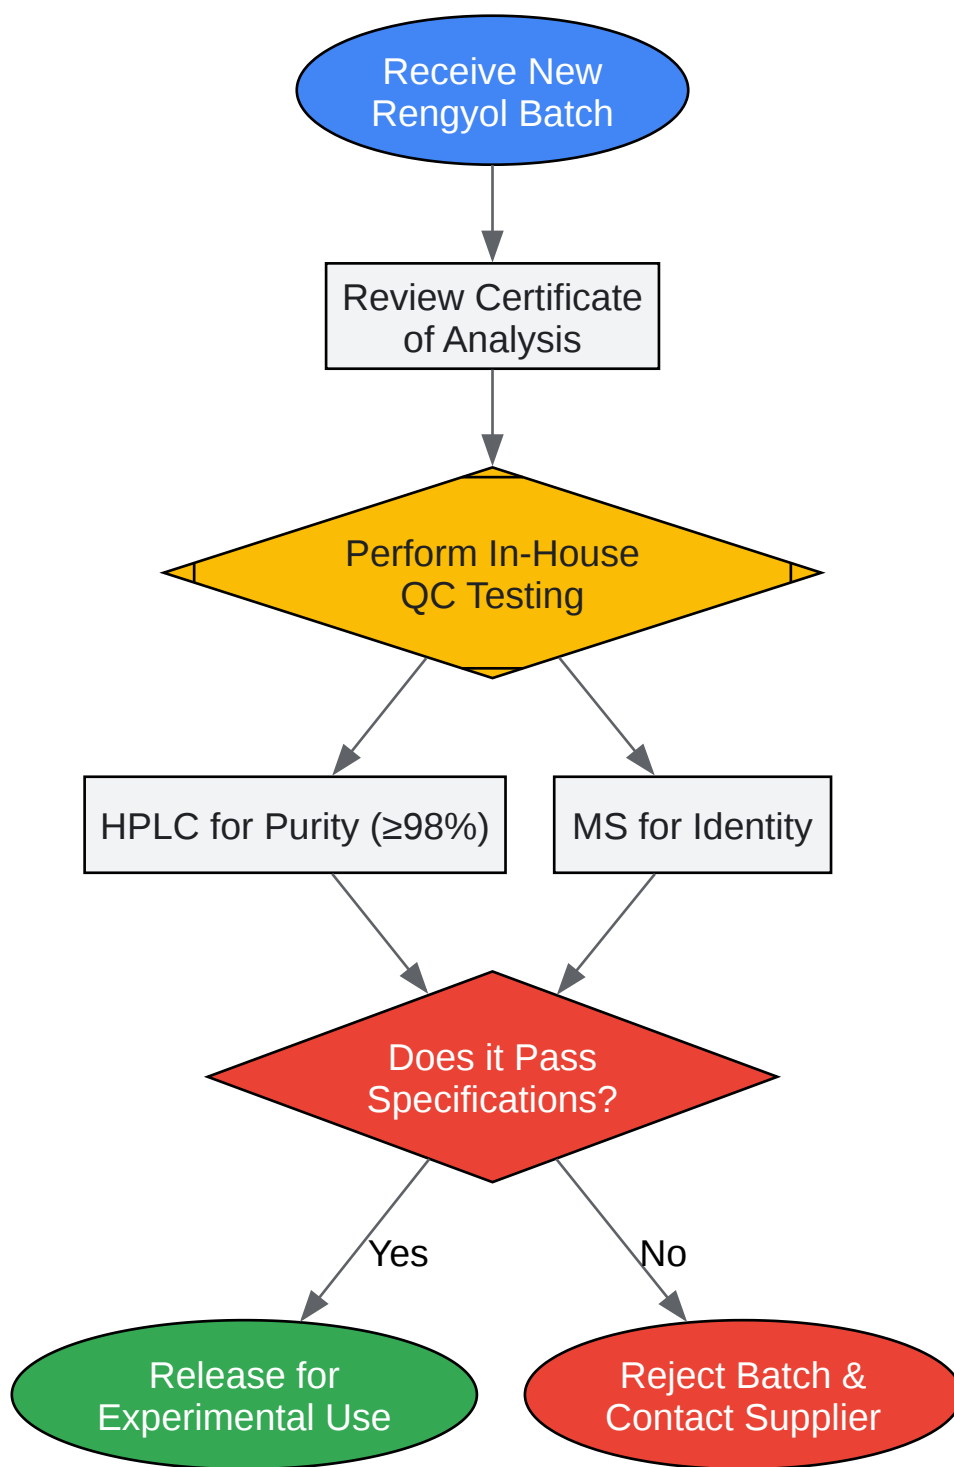 Receive New
Rengyol Batch
Review Certificate
of Analysis
Perform In-House
QC Testing
HPLC for Purity (≥98%)
MS for Identity
Does it Pass
Specifications?
Yes
No
Release for
Experimental Use
Reject Batch &
Contact Supplier